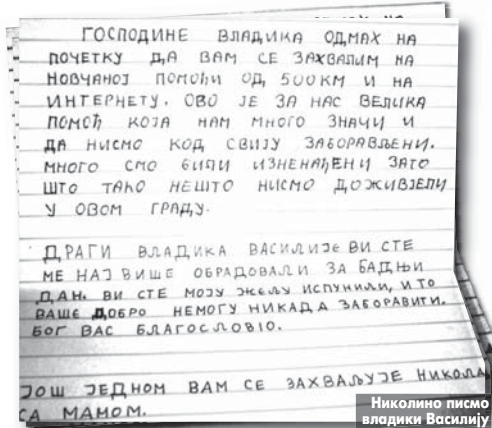 ГОСПОДИНЕ ВЛАДИКА ОДМАХ НА
ПОЧЕТКУ ДА ВАМ СЕ ЗАХВАЛИМ НА
НОВЧАНОЈ ПОМОЋИ ОД 500КМ И НА
ИНТЕРНЕТУ. ОВО ЈЕ ЗА НАС ВЕЛИКА
ПОМОЋ КОЈА НАМ МНОГО ЗНАЧИ И
ДА НИСМО КОД СВИЈУ ЗАБОРАВЉЕНИ.
МНОГО СМО БИЛИ ИЗНЕНАЂЕНИ ЗАТО
ШТО ТАКО НЕШТО НИСМО ДОЖИВЈЕЛИ
У ОВОМ ГРАДУ.
ДРАГИ ВЛАДИКА ВАСИЛИЈЕ ВИ СТЕ
МЕ НАЈВИШЕ ОБРАДОВАЛИ ЗА БАДЊИ
ДАН. ВИ СТЕ МОЈУ ЖЕЉУ ИСПУНИЛИ, И ТО
ВАШЕ ДОБРО НЕМОГУ НИКАДА ЗАБОРАВИТИ.
БОГ ВАС БЛАГОСЛОВІО.
ЈОШ ЈЕДНОМ ВАМ СЕ ЗАХВАЉУЈЕ НИКОЛА
СА МАМОМ.
Николино писмо
владики Василију